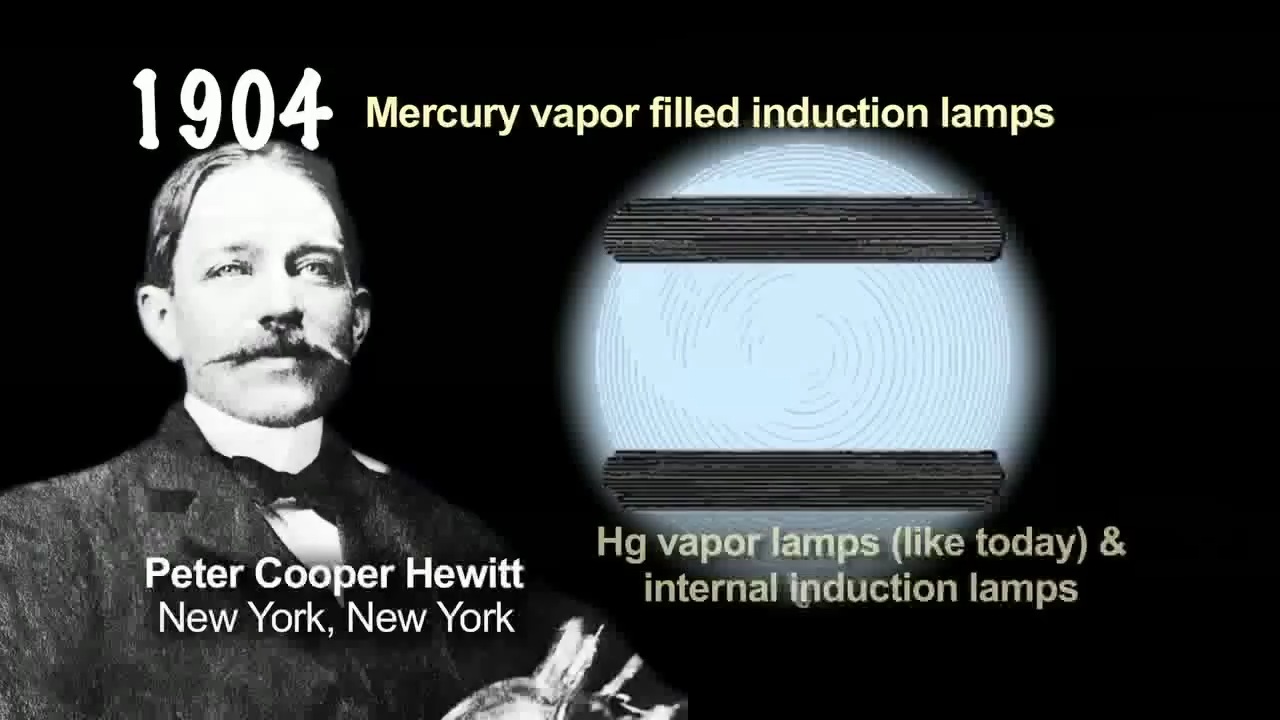 1904
Mercury vapor filled induction lamps
Peter Cooper Hewitt
New York, New York
Hg vapor lamps (like today) &
internal induction lamps